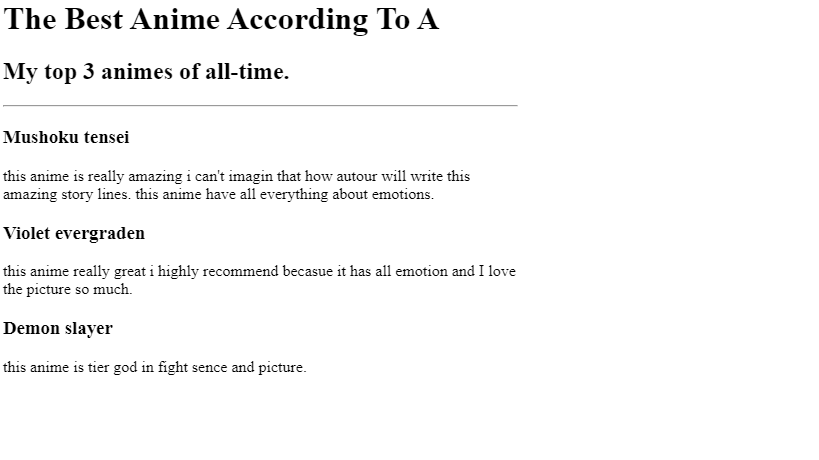 The Best Anime According To A
My top 3 animes of all-time.
Mushoku tensei
this anime is really amazing i can't imagin that how autour will write this
amazing story lines. this anime have all everything about emotions.
Violet evergraden
this anime really great i highly recommend becasue it has all emotion and I love
the picture so much.
Demon slayer
this anime is tier god in fight sence and picture.